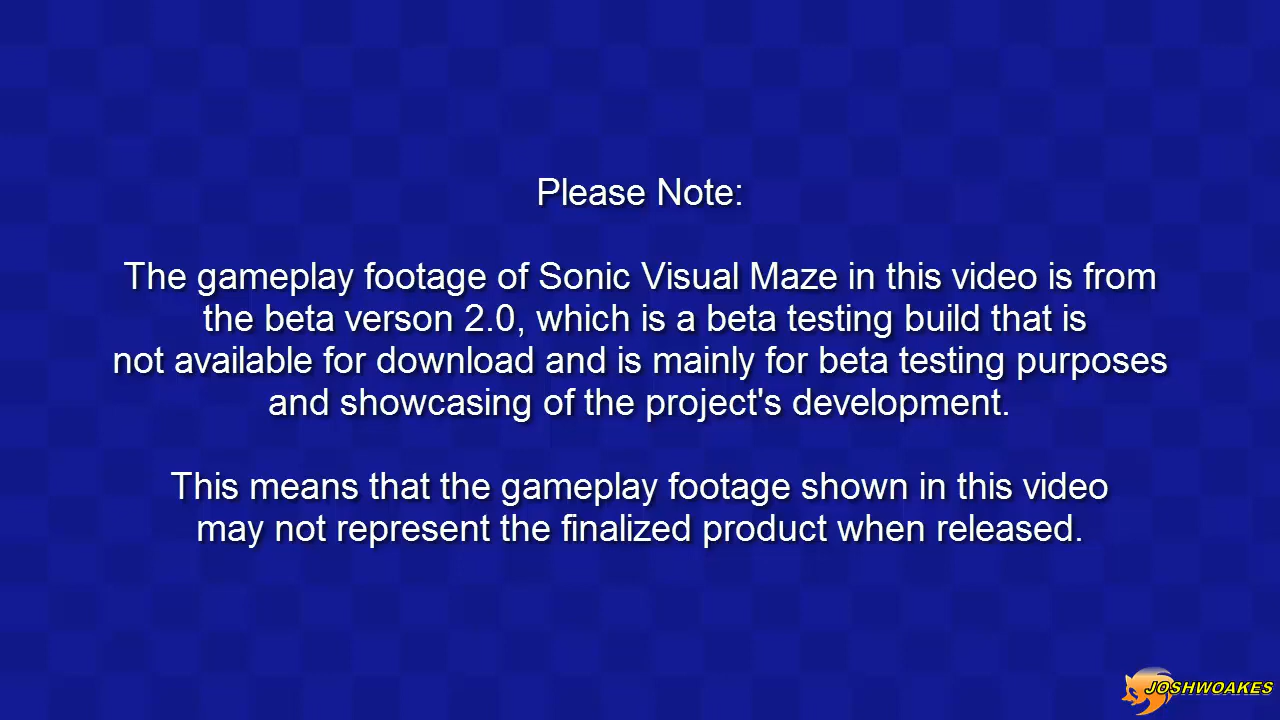 Please Note:
The gameplay footage of Sonic Visual Maze in this video is from
the beta verson 2.0, which is a beta testing build that is
not available for download and is mainly for beta testing purposes
and showcasing of the project's development.
This means that the gameplay footage shown in this video
may not represent the finalized product when released.
JOSHWOAKES